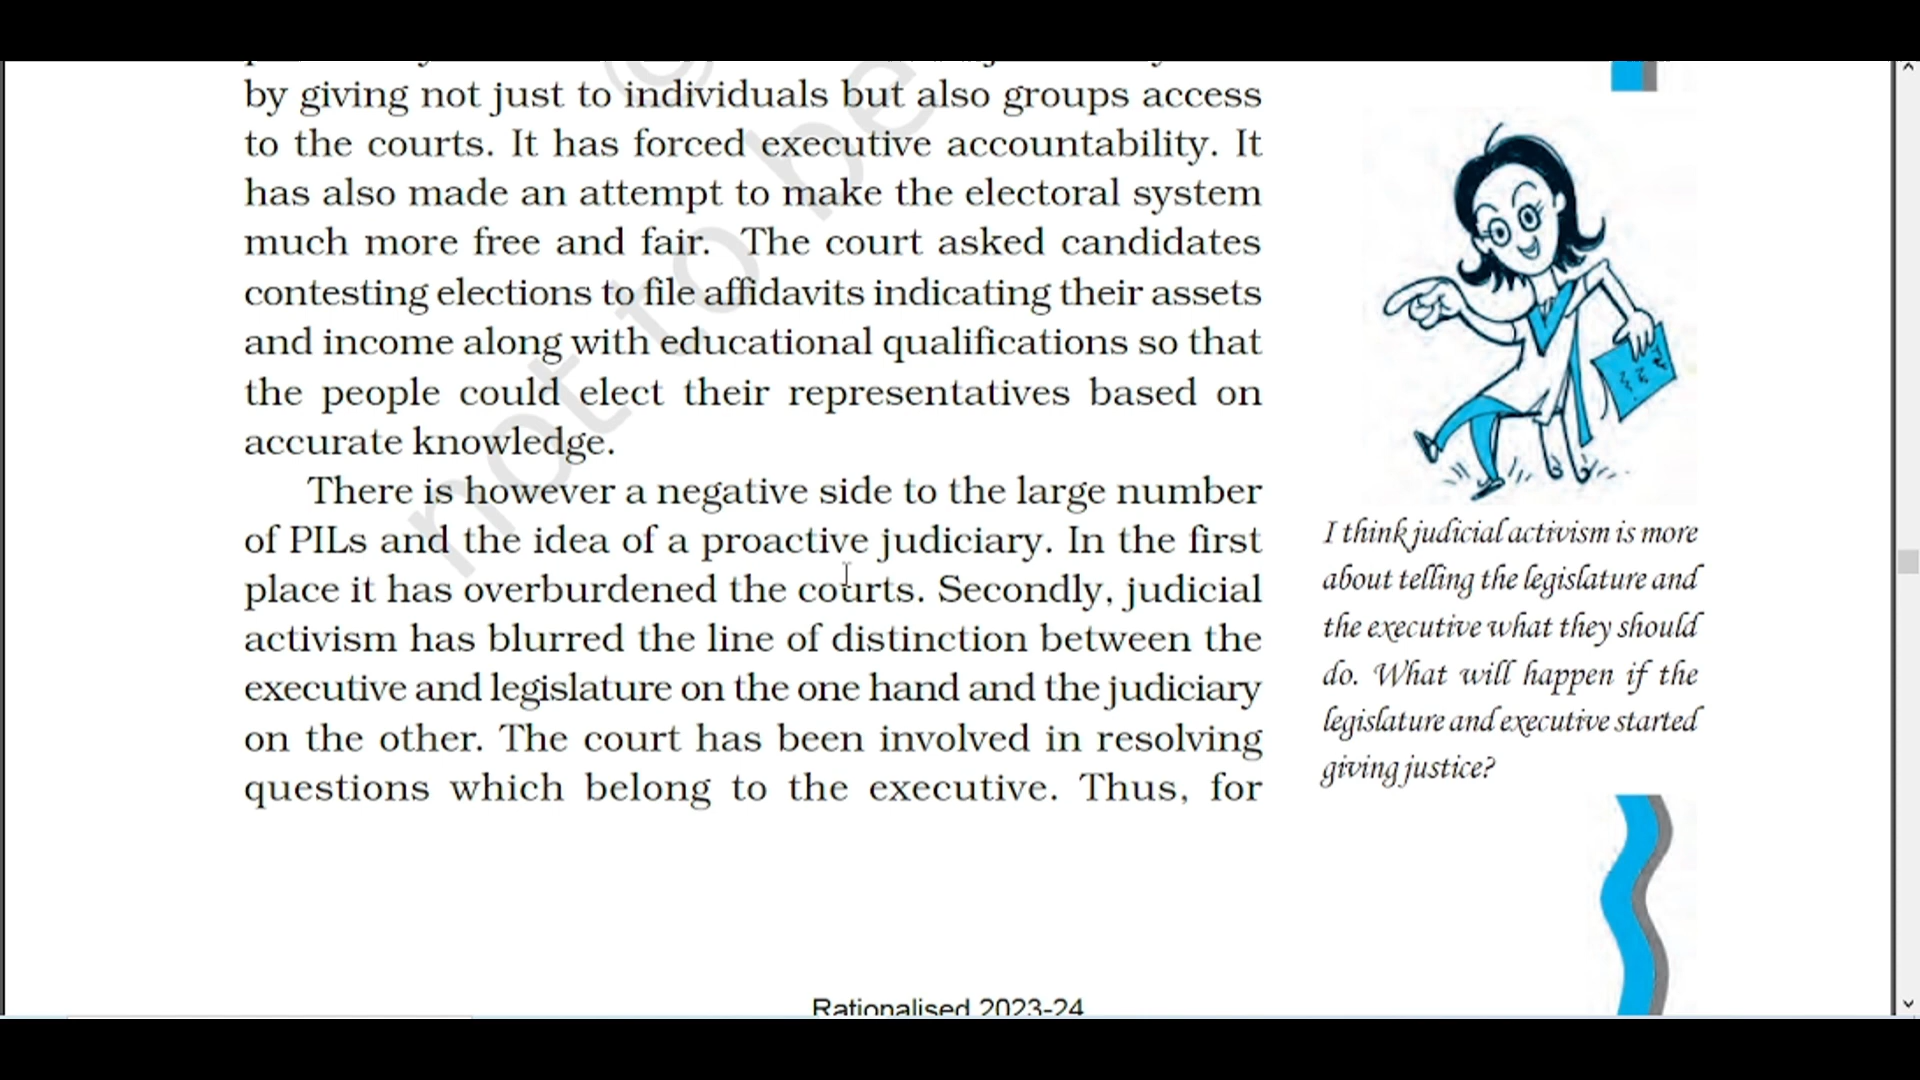 by giving not just to individuals but also groups access
to the courts. It has forced executive accountability. It
has also made an attempt to make the electoral system
much more free and fair. The court asked candidates
contesting elections to file affidavits indicating their assets
and income along with educational qualifications so that
the people could elect their representatives based on
accurate knowledge.
There is however a negative side to the large number
of PILs and the idea of a proactive judiciary. In the first
place it has overburdened the courts. Secondly, judicial
activism has blurred the line of distinction between the
executive and legislature on the one hand and the judiciary
on the other. The court has been involved in resolving
questions which belong to the executive. Thus, for
I think judicial activism is more
about telling the legislature and
the executive what they should
do. What will happen if the
legislature and executive started
giving justice?
not to be
Rationalised 2023-24